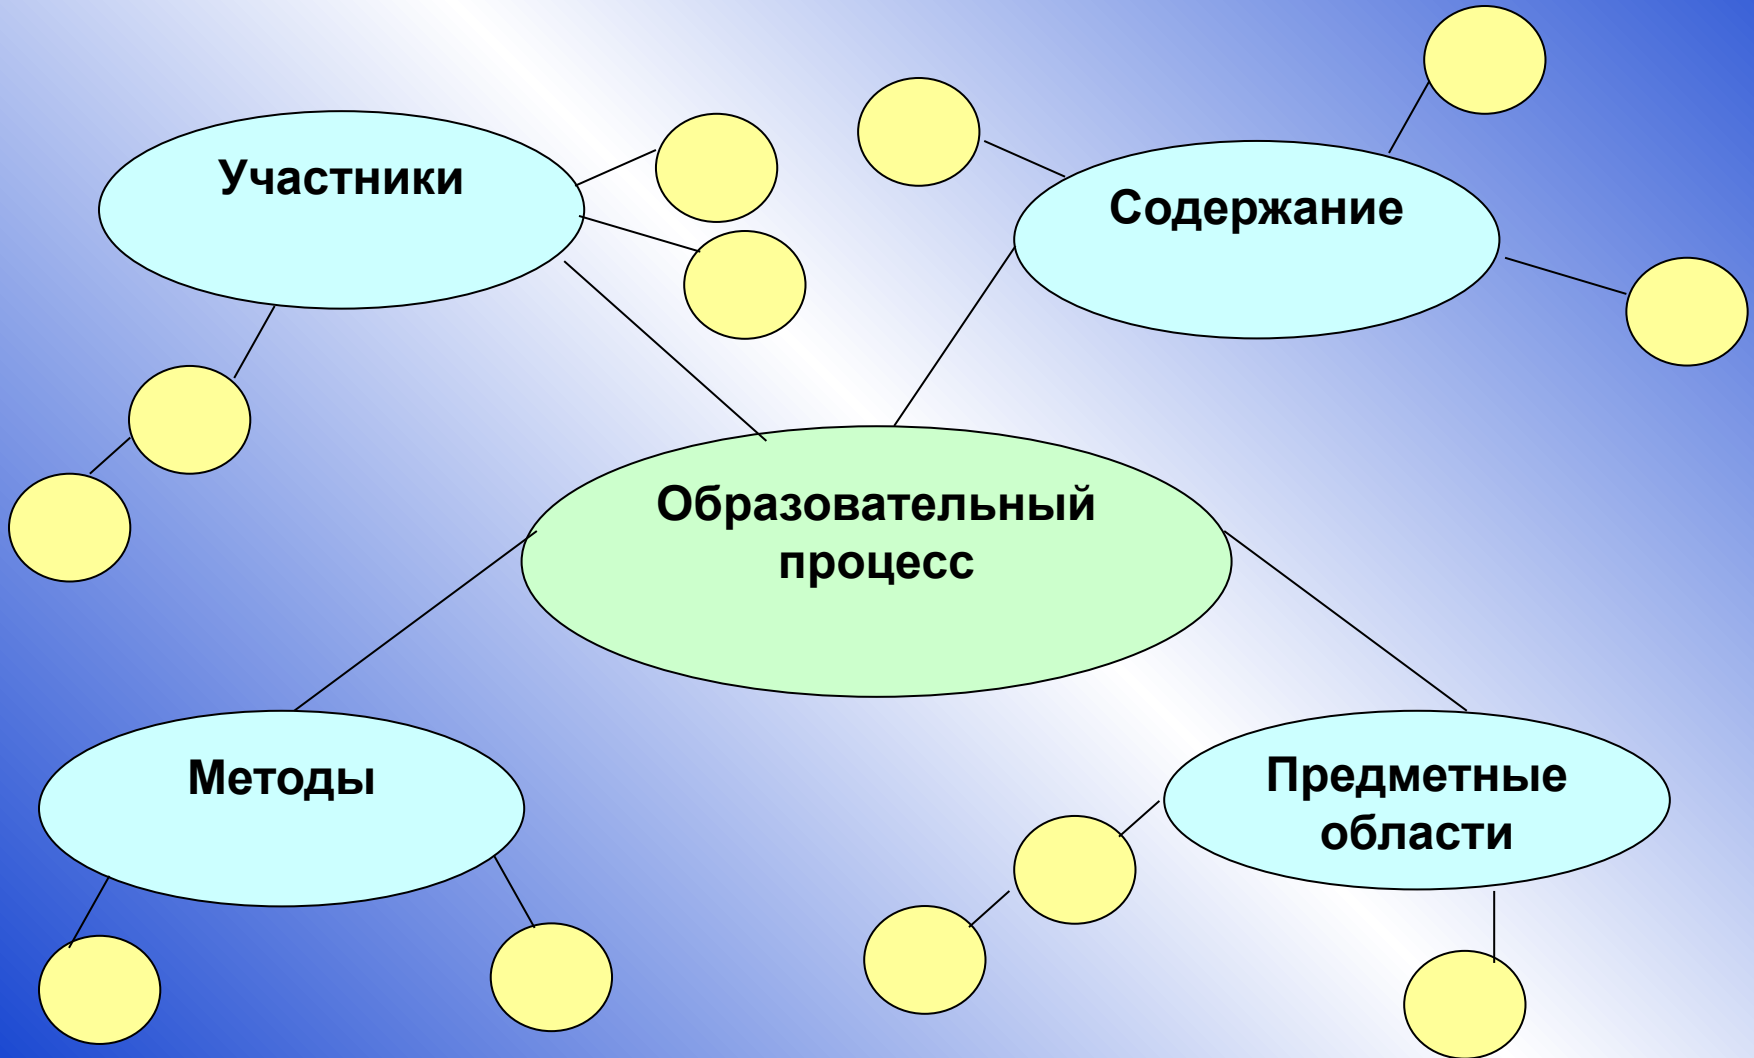 Участники
Содержание
Образовательный
процесс
Методы
Предметные
области